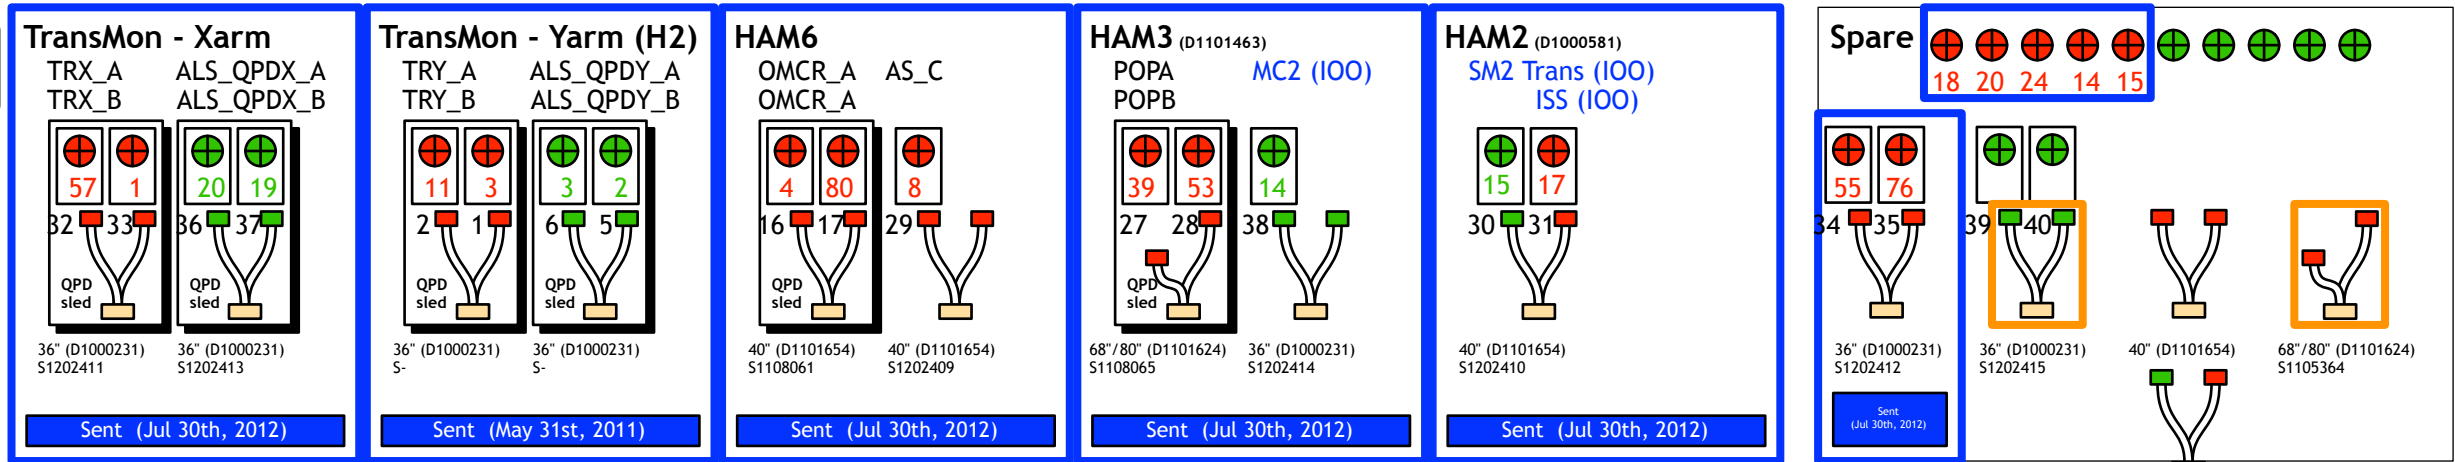 TransMon - Xarm
TRX_A ALS_QPDX_A
TRX_B ALS_QPDX_B
57 1 20 19
32 33 36 37
QPD sled QPD sled
36" (D1000231) 36" (D1000231)
S1202411 S1202413
Sent (Jul 30th, 2012)
TransMon - Yarm (H2)
TRY_A ALS_QPDY_A
TRY_B ALS_QPDY_B
11 3 3 2
2 1 6 5
QPD sled QPD sled
36" (D1000231) 36" (D1000231)
S- S-
Sent (May 31st, 2011)
HAM6
OMCR_A AS_C
OMCR_A
4 80 8
16 17 29
QPD sled
40" (D1101654) 40" (D1101654)
S1108061 S1202409
Sent (Jul 30th, 2012)
HAM3 (D1101463)
POPA MC2 (IOO)
POPB
39 53 14
27 28 38
QPD sled
68"/80" (D1101624) 36" (D1000231)
S1108065 S1202414
Sent (Jul 30th, 2012)
HAM2 (D1000581)
SM2 Trans (IOO)
ISS (IOO)
15 17
30 31
40" (D1101654)
S1202410
Sent (Jul 30th, 2012)
Spare
18 20 24 14 15
55 76
34 35 39 40
36" (D1000231) 36" (D1000231) 40" (D1101654) 68"/80" (D1101624)
S1202412 S1202415 S1105364
Sent
(Jul 30th, 2012)